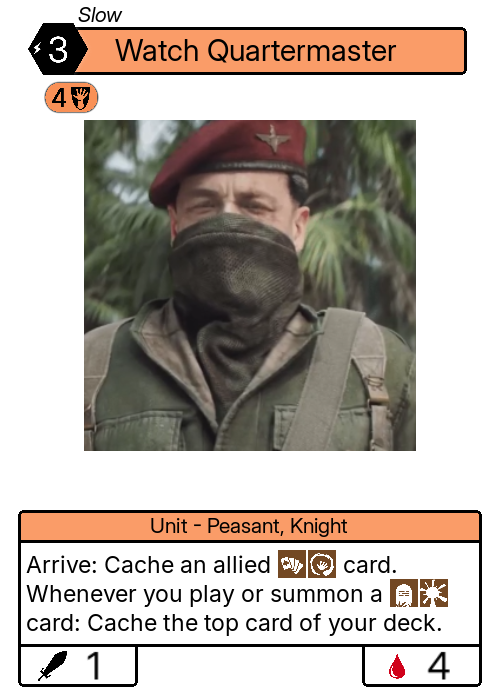 Slow
3 Watch Quartermaster
4
Unit - Peasant, Knight
Arrive: Cache an allied card.
Whenever you play or summon a
card: Cache the top card of your deck.
1 4